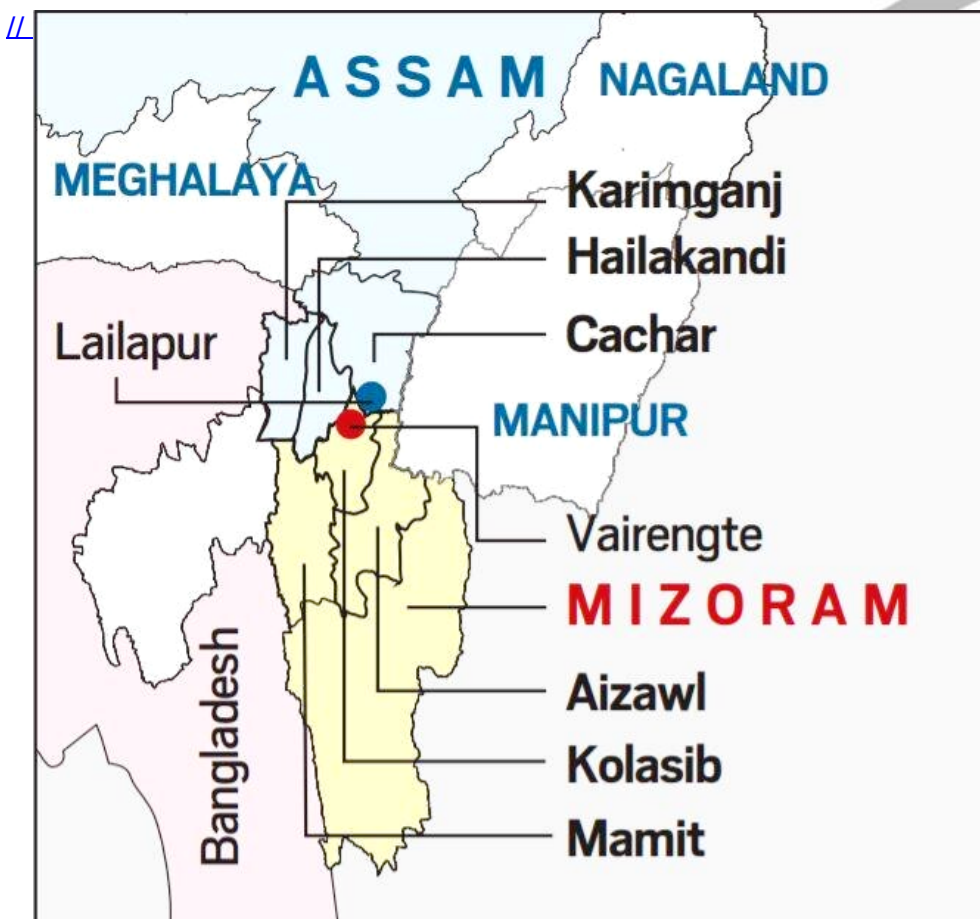 //
ASSAM
NAGALAND
MEGHALAYA
Karimganj
Hailakandi
Lailapur
Cachar
MANIPUR
Vairengte
MIZORAM
Aizawl
Bangladesh
Kolasib
Mamit